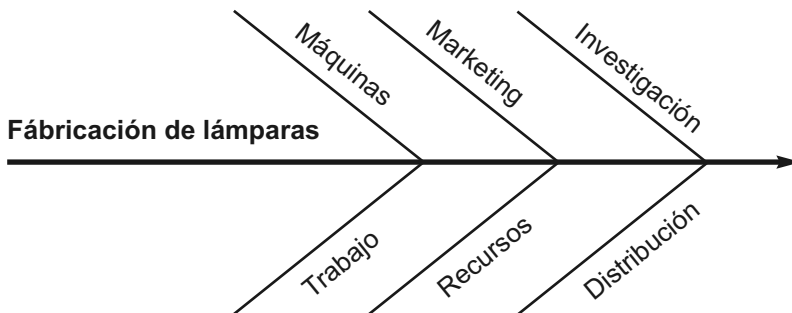 Máquinas
Marketing
Investigación
Fábricación de lámparas
Trabajo
Recursos
Distribución